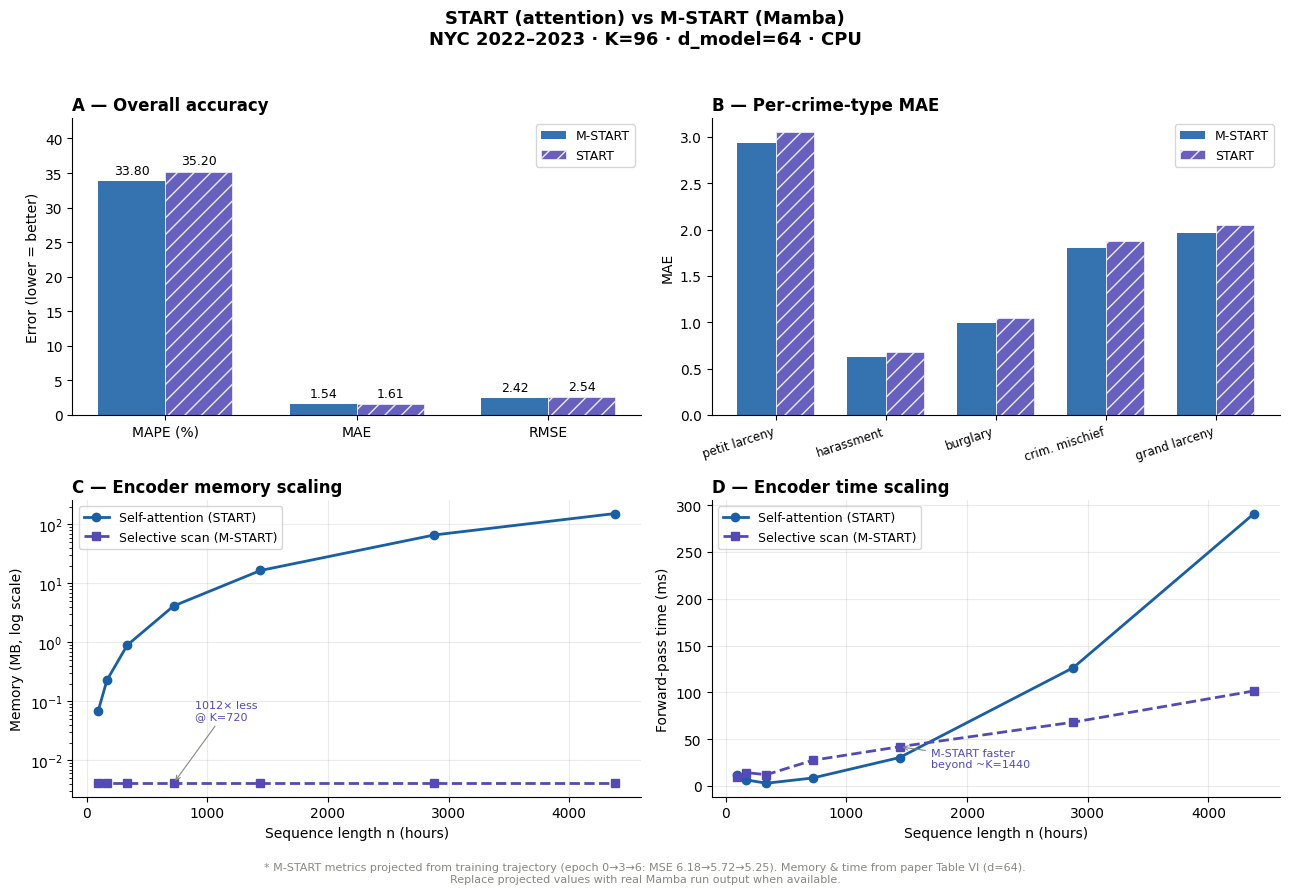 START (attention) vs M-START (Mamba)
NYC 2022–2023 · K=96 · d_model=64 · CPU
A — Overall accuracy
Error (lower = better)
40
35
30
25
20
15
10
5
0
33.80
35.20
1.54
1.61
2.42
2.54
M-START
START
MAPE (%)
MAE
RMSE
B — Per-crime-type MAE
MAE
3.0
2.5
2.0
1.5
1.0
0.5
0.0
M-START
START
petit larceny
harassment
burglary
crim. mischief
grand larceny
C — Encoder memory scaling
Memory (MB, log scale)
10²
10¹
10⁰
10⁻¹
10⁻²
Self-attention (START)
Selective scan (M-START)
1012× less
@ K=720
0
1000
2000
3000
4000
Sequence length n (hours)
D — Encoder time scaling
Forward-pass time (ms)
300
250
200
150
100
50
0
Self-attention (START)
Selective scan (M-START)
M-START faster
beyond ~K=1440
0
1000
2000
3000
4000
Sequence length n (hours)
* M-START metrics projected from training trajectory (epoch 0→3→6: MSE 6.18→5.72→5.25). Memory & time from paper Table VI (d=64).
Replace projected values with real Mamba run output when available.